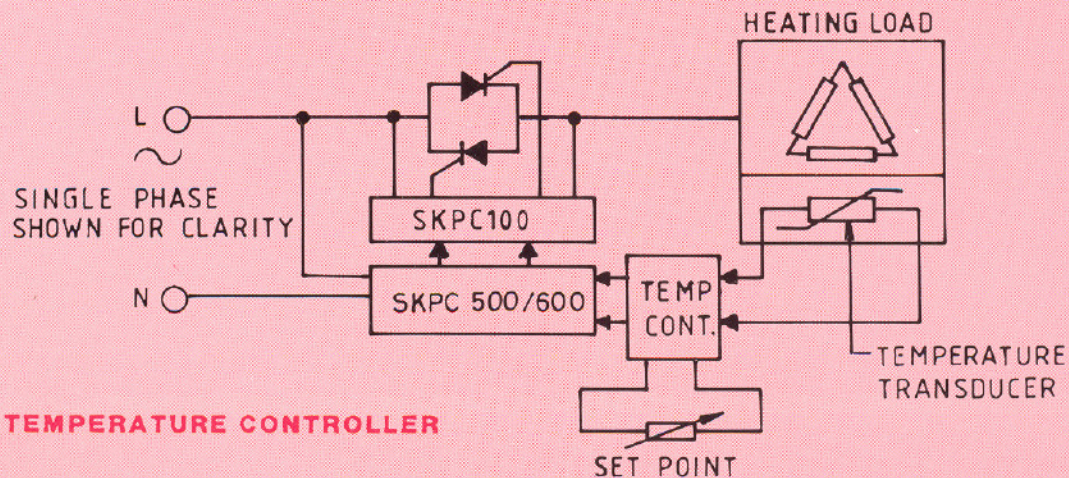 HEATING LOAD
L
SINGLE PHASE
SHOWN FOR CLARITY
SKPC100
N
SKPC 500/600
TEMP
CONT.
TEMPERATURE
TRANSDUCER
TEMPERATURE CONTROLLER
SET POINT